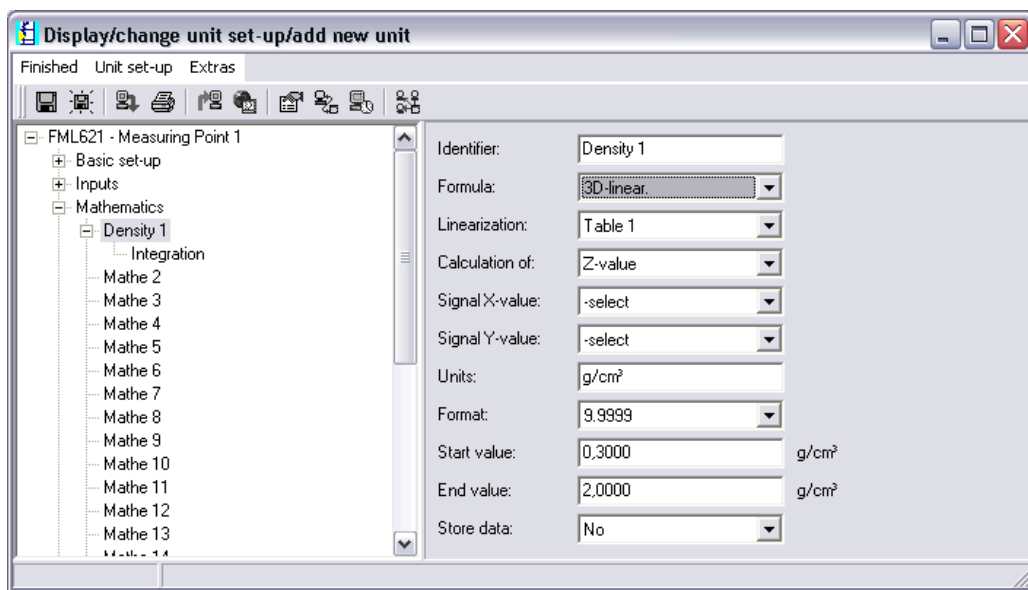 Display/change unit set-up/add new unit
Finished Unit set-up Extras
FML621 - Measuring Point 1
Basic set-up
Inputs
Mathematics
Density 1
Integration
Mathe 2
Mathe 3
Mathe 4
Mathe 5
Mathe 6
Mathe 7
Mathe 8
Mathe 9
Mathe 10
Mathe 11
Mathe 12
Mathe 13
Mathe 14
Identifier: Density 1
Formula: 3D-linear.
Linearization: Table 1
Calculation of: Z-value
Signal X-value: -select
Signal Y-value: -select
Units: g/cm³
Format: 9.9999
Start value: 0,3000 g/cm³
End value: 2,0000 g/cm³
Store data: No